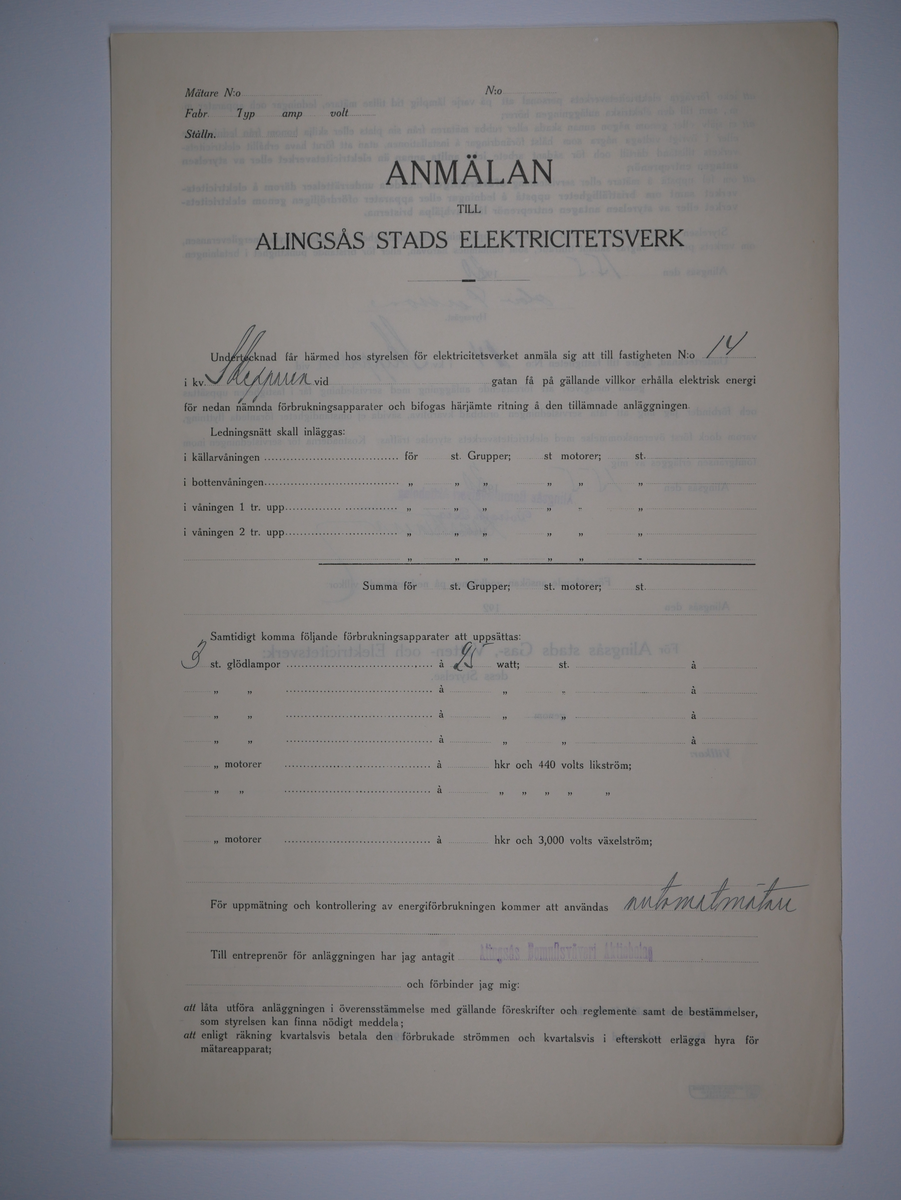 Mätare N:o N:o
Fabr. Typ amp volt
Ställn.
ANMÄLAN
TILL
ALINGSÅS STADS ELEKTRICITETSVERK
Undertecknad får härmed hos styrelsen för elektricitetsverket anmäla sig att till fastigheten N:o 14
i kv. vid gatan få på gällande villkor erhålla elektrisk energi
för nedan nämnda förbrukningsapparater och bifogas härjämte ritning å den tillämnade anläggningen.
Ledningsnätt skall inläggas:
i källarvåningen för st. Grupper; st motorer; st.
i bottenvåningen „ „ „ „ „ „
i våningen 1 tr. upp „ „ „ „ „ „
i våningen 2 tr. upp „ „ „ „ „ „
„ „ „ „ „ „
Summa för st. Grupper; st. motorer; st.
Samtidigt komma följande förbrukningsapparater att uppsättas:
3 st. glödlampor à 25 watt; st. à
„ „ à „ „ à
„ „ à „ „ à
„ „ à „ „ à
„ motorer à hkr och 440 volts likström;
„ „ à „ „ „ „ „
„ motorer à hkr och 3,000 volts växelström;
För uppmätning och kontrollering av energiförbrukningen kommer att användas automatmätare
Till entreprenör för anläggningen har jag antagit
och förbinder jag mig:
att låta utföra anläggningen i överensstämmelse med gällande föreskrifter och reglemente samt de bestämmelser,
som styrelsen kan finna nödigt meddela;
att enligt räkning kvartalsvis betala den förbrukade strömmen och kvartalsvis i efterskott erlägga hyra för
mätareapparat;